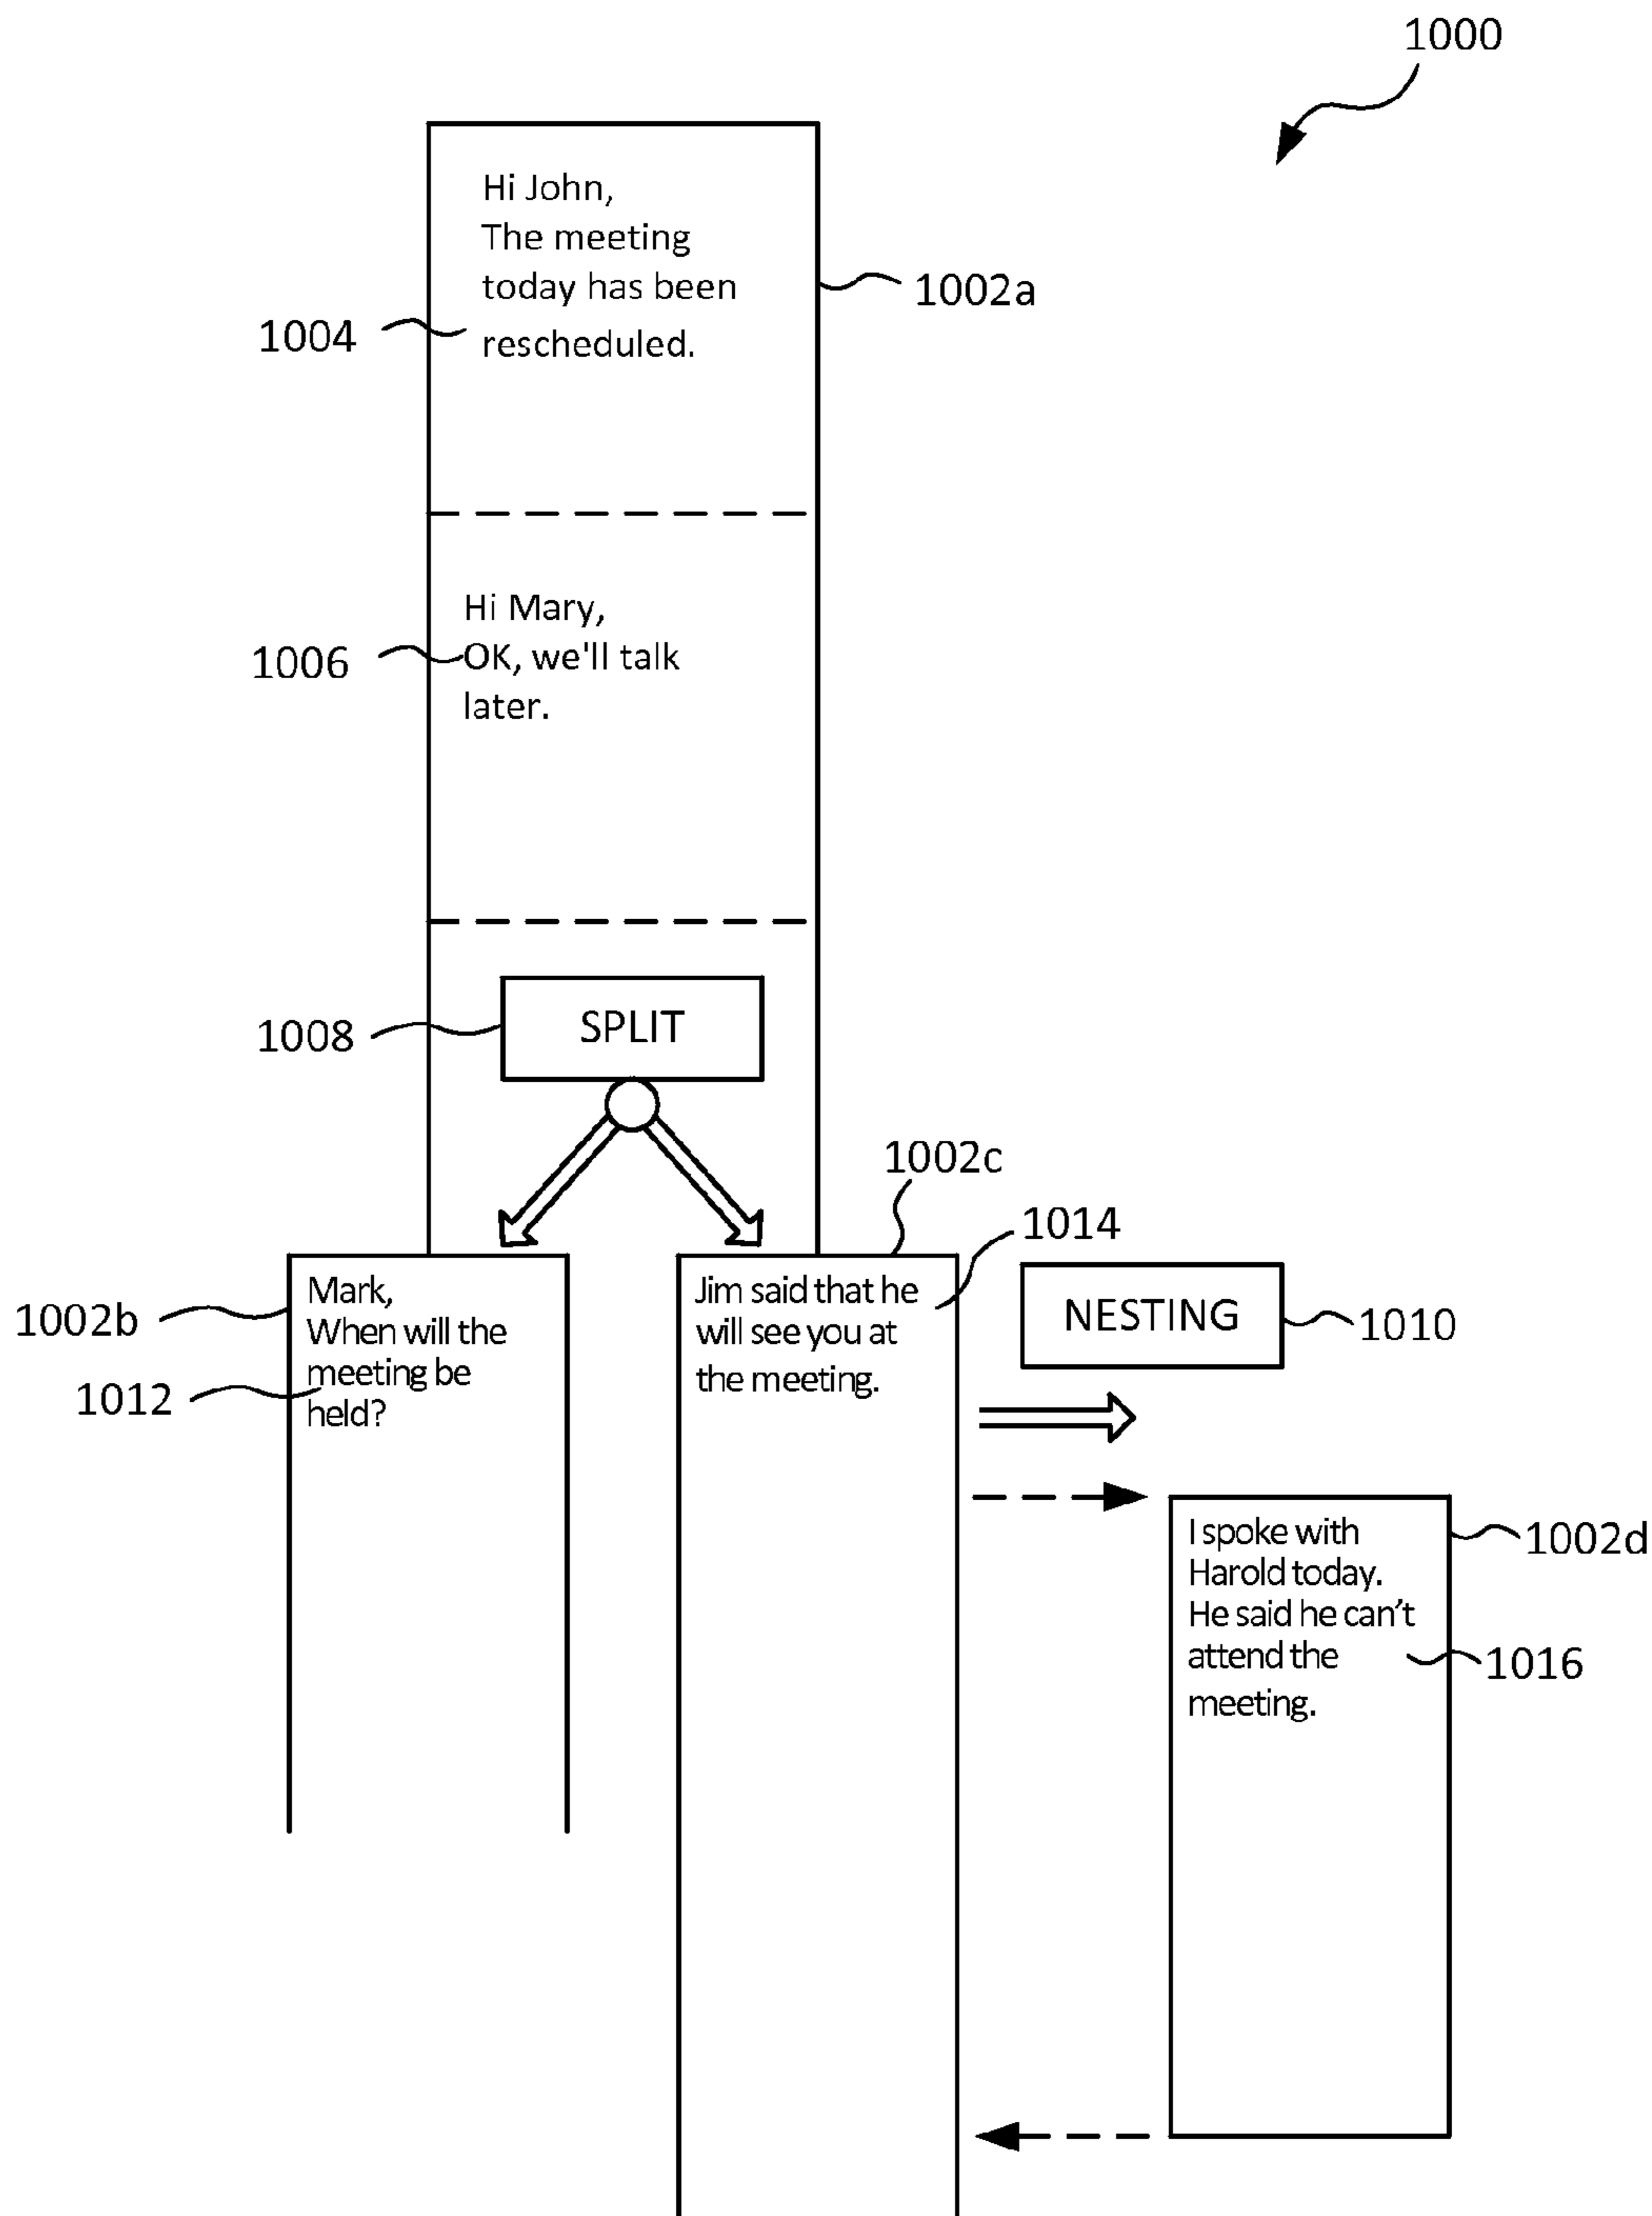 1000
Hi John,
The meeting
today has been
rescheduled.
1002a
1004
Hi Mary,
OK, we'll talk
later.
1006
SPLIT
1008
1002c
1014
Mark,
When will the
meeting be
held?
1002b
1012
Jim said that he
will see you at
the meeting.
NESTING
1010
I spoke with
Harold today.
He said he can't
attend the
meeting.
1002d
1016